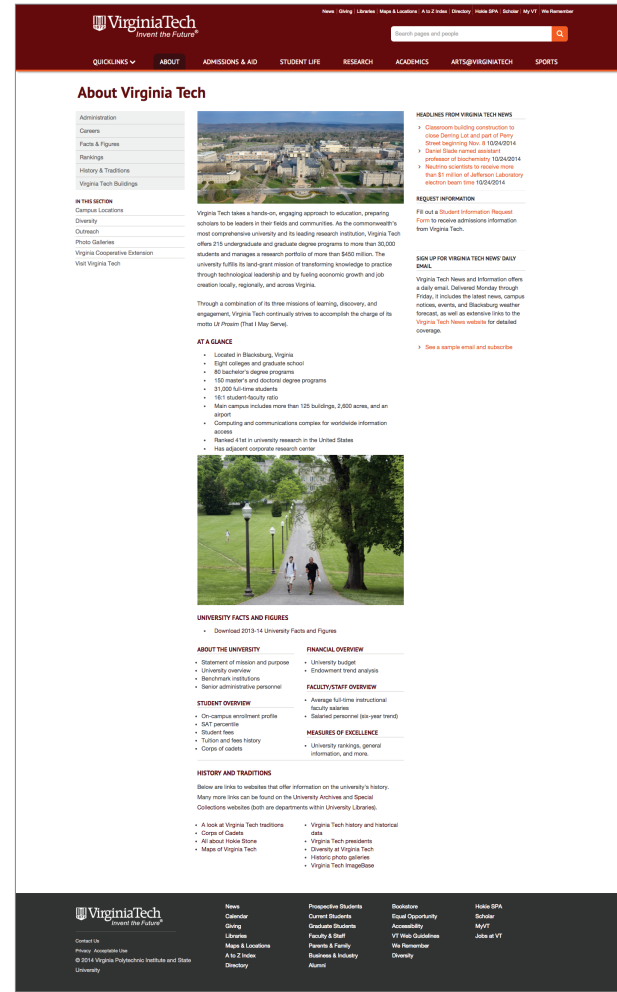 News | Giving | Libraries | Maps & Locations | A to Z Index | Directory | Hokie SPA | Scholar | My VT | We Remember
VirginiaTech
Invent the Future®
Search pages and people
QUICKLINKS ABOUT ADMISSIONS & AID STUDENT LIFE RESEARCH ACADEMICS ARTS@VIRGINIATECH SPORTS
About Virginia Tech
Administration
Careers
Facts & Figures
Rankings
History & Traditions
Virginia Tech Buildings
IN THIS SECTION
Campus Locations
Diversity
Outreach
Photo Galleries
Virginia Cooperative Extension
Visit Virginia Tech
Virginia Tech takes a hands-on, engaging approach to education, preparing
scholars to be leaders in their fields and communities. As the commonwealth's
most comprehensive university and its leading research institution, Virginia Tech
offers 215 undergraduate and graduate degree programs to more than 30,000
students and manages a research portfolio of more than $450 million. The
university fulfills its land-grant mission of transforming knowledge to practice
through technological leadership and by fueling economic growth and job
creation locally, regionally, and across Virginia.
Through a combination of its three missions of learning, discovery, and
engagement, Virginia Tech continually strives to accomplish the charge of its
motto Ut Prosim (That I May Serve).
AT A GLANCE
• Located in Blacksburg, Virginia
• Eight colleges and graduate school
• 80 bachelor's degree programs
• 150 master's and doctoral degree programs
• 31,000 full-time students
• 16:1 student-faculty ratio
• Main campus includes more than 125 buildings, 2,600 acres, and an
airport
• Computing and communications complex for worldwide information
access
• Ranked 41st in university research in the United States
• Has adjacent corporate research center
UNIVERSITY FACTS AND FIGURES
• Download 2013-14 University Facts and Figures
ABOUT THE UNIVERSITY
• Statement of mission and purpose
• University overview
• Benchmark institutions
• Senior administrative personnel
STUDENT OVERVIEW
• On-campus enrollment profile
• SAT percentile
• Student fees
• Tuition and fees history
• Corps of cadets
FINANCIAL OVERVIEW
• University budget
• Endowment trend analysis
FACULTY/STAFF OVERVIEW
• Average full-time instructional
faculty salaries
• Salaried personnel (six-year trend)
MEASURES OF EXCELLENCE
• University rankings, general
information, and more.
HISTORY AND TRADITIONS
Below are links to websites that offer information on the university's history.
Many more links can be found on the University Archives and Special
Collections websites (both are departments within University Libraries).
• A look at Virginia Tech traditions
• Corps of Cadets
• All about Hokie Stone
• Maps of Virginia Tech
• Virginia Tech history and historical
data
• Virginia Tech presidents
• Diversity at Virginia Tech
• Historic photo galleries
• Virginia Tech ImageBase
HEADLINES FROM VIRGINIA TECH NEWS
› Classroom building construction to
close Derring Lot and part of Perry
Street beginning Nov. 8 10/24/2014
› Daniel Slade named assistant
professor of biochemistry 10/24/2014
› Neutrino scientists to receive more
than $1 million of Jefferson Laboratory
electron beam time 10/24/2014
REQUEST INFORMATION
Fill out a Student Information Request
Form to receive admissions information
from Virginia Tech.
SIGN UP FOR VIRGINIA TECH NEWS' DAILY
EMAIL
Virginia Tech News and Information offers
a daily email. Delivered Monday through
Friday, it includes the latest news, campus
notices, events, and Blacksburg weather
forecast, as well as extensive links to the
Virginia Tech News website for detailed
coverage.
› See a sample email and subscribe
VirginiaTech
Invent the Future®
Contact Us
Privacy Acceptable Use
© 2014 Virginia Polytechnic Institute and State
University
News
Calendar
Giving
Libraries
Maps & Locations
A to Z Index
Directory
Prospective Students
Current Students
Graduate Students
Faculty & Staff
Parents & Family
Business & Industry
Alumni
Bookstore
Equal Opportunity
Accessibility
VT Web Guidelines
We Remember
Diversity
Hokie SPA
Scholar
MyVT
Jobs at VT